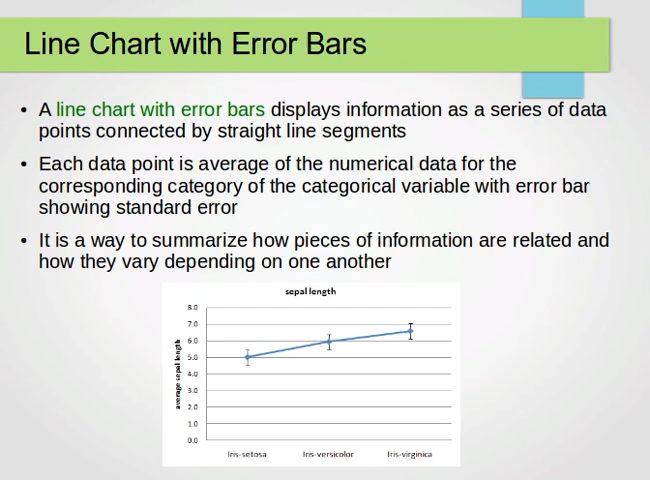 Line Chart with Error Bars
• A line chart with error bars displays information as a series of data
points connected by straight line segments
• Each data point is average of the numerical data for the
corresponding category of the categorical variable with error bar
showing standard error
• It is a way to summarize how pieces of information are related and
how they vary depending on one another
sepal length
average sepal length
8.0
7.0
6.0
5.0
4.0
3.0
2.0
1.0
0.0
Iris-setosa Iris-versicolor Iris-virginica